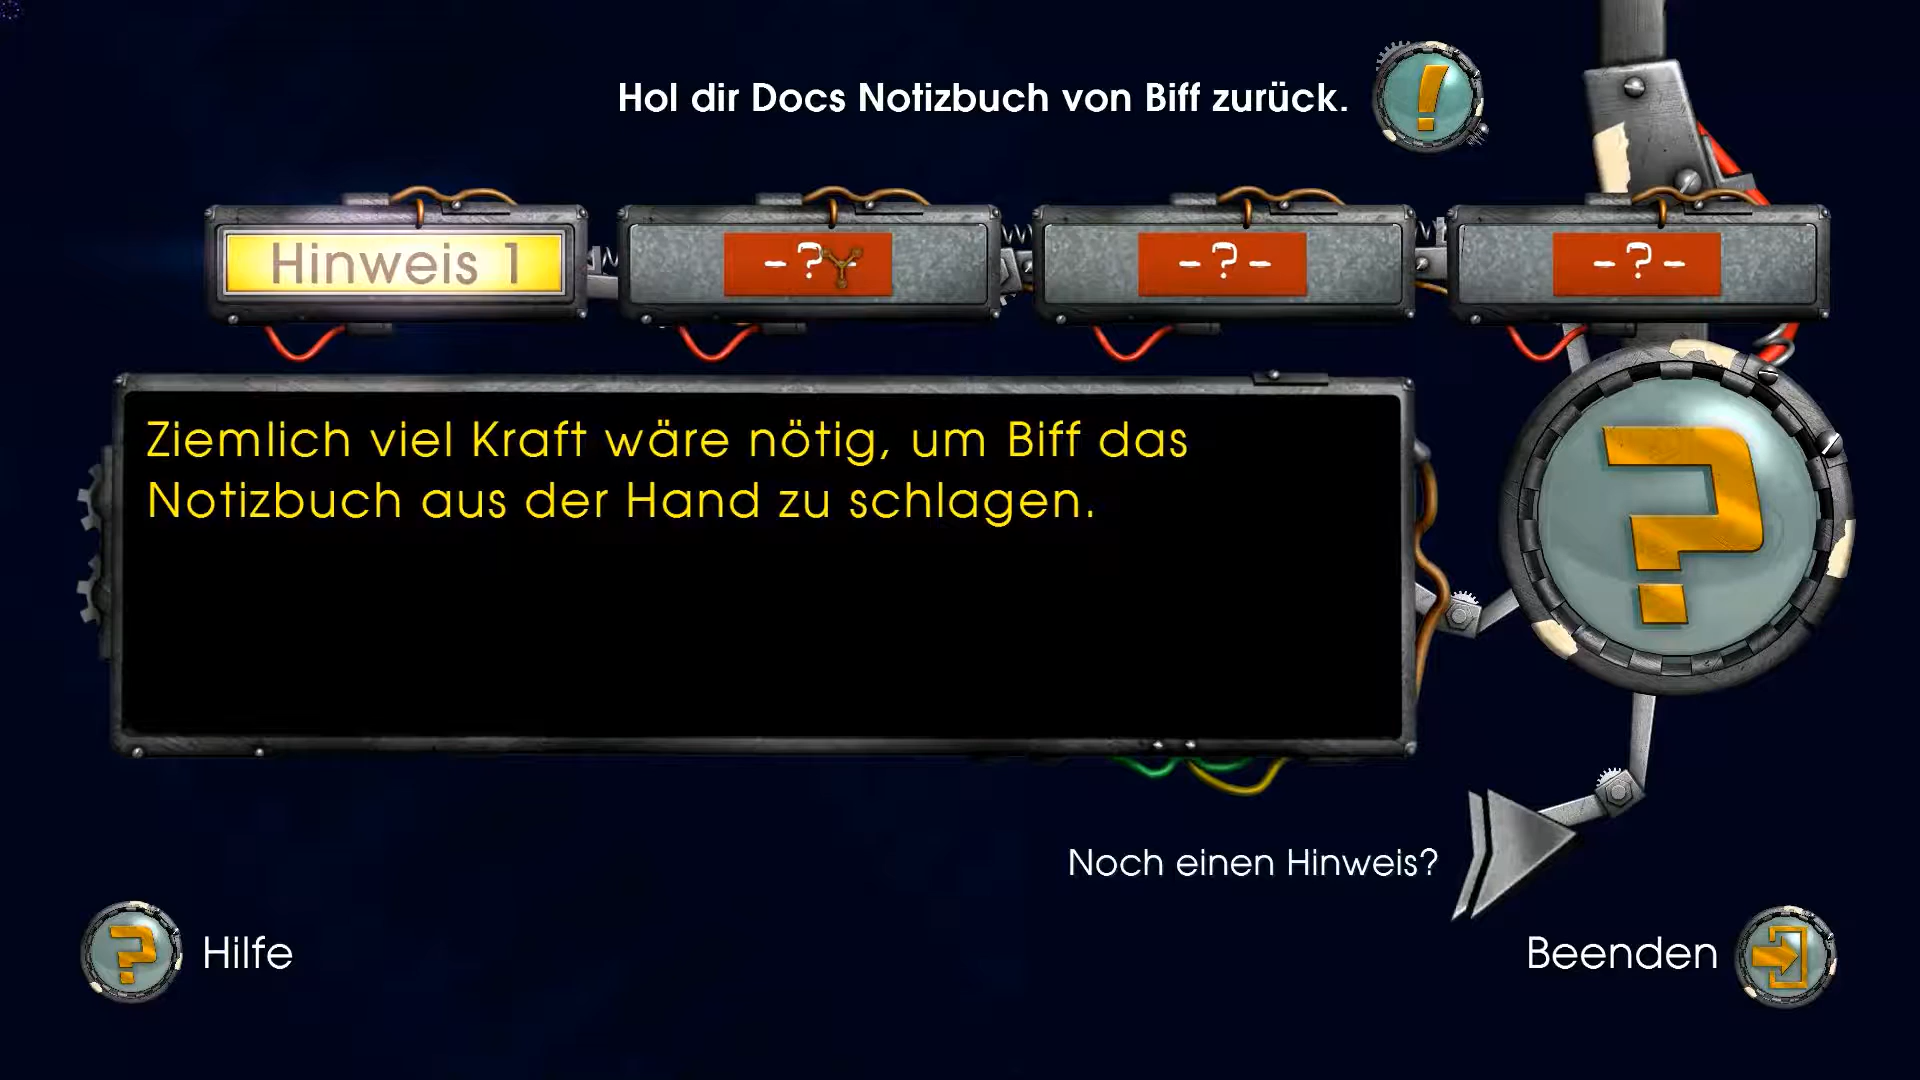 Hol dir Docs Notizbuch von Biff zurück.
Hinweis 1
-?-
-?-
-?-
Ziemlich viel Kraft wäre nötig, um Biff das
Notizbuch aus der Hand zu schlagen.
Noch einen Hinweis?
Hilfe
Beenden